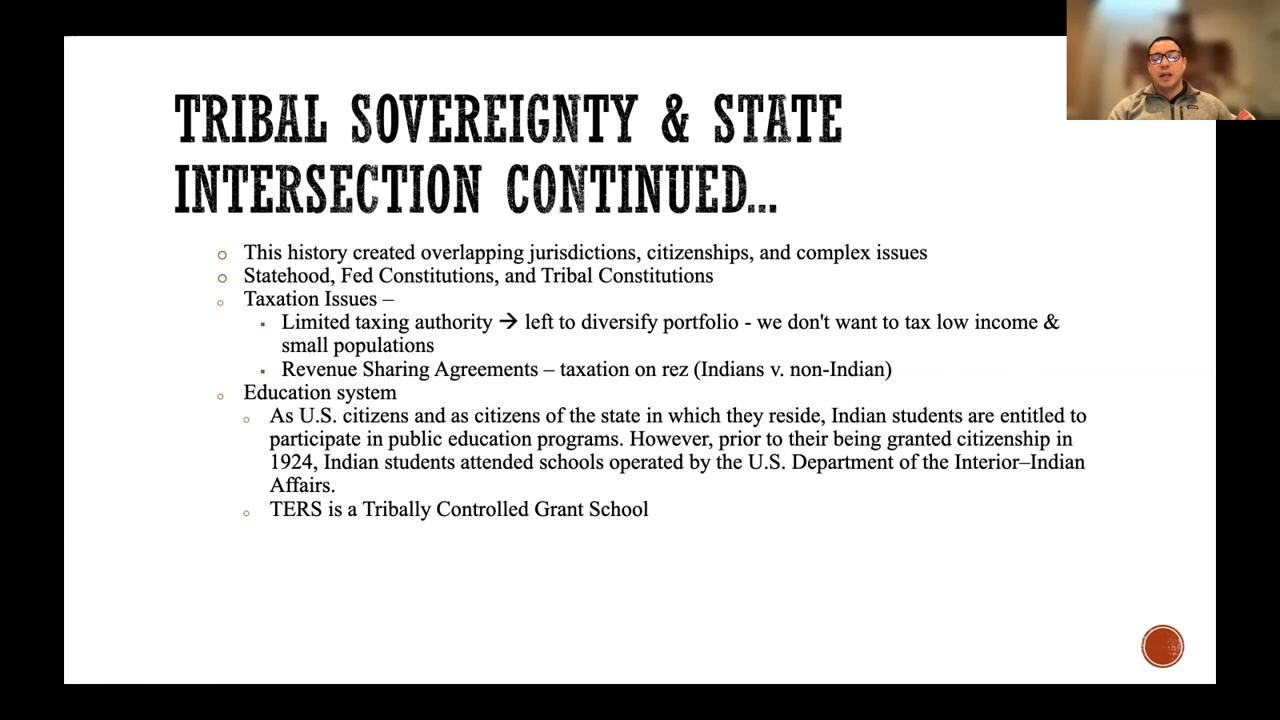 TRIBAL SOVEREIGNTY & STATE
INTERSECTION CONTINUED...
This history created overlapping jurisdictions, citizenships, and complex issues
Statehood, Fed Constitutions, and Tribal Constitutions
Taxation Issues –
Limited taxing authority → left to diversify portfolio - we don't want to tax low income &
small populations
Revenue Sharing Agreements – taxation on rez (Indians v. non-Indian)
Education system
As U.S. citizens and as citizens of the state in which they reside, Indian students are entitled to
participate in public education programs. However, prior to their being granted citizenship in
1924, Indian students attended schools operated by the U.S. Department of the Interior–Indian
Affairs.
TERS is a Tribally Controlled Grant School